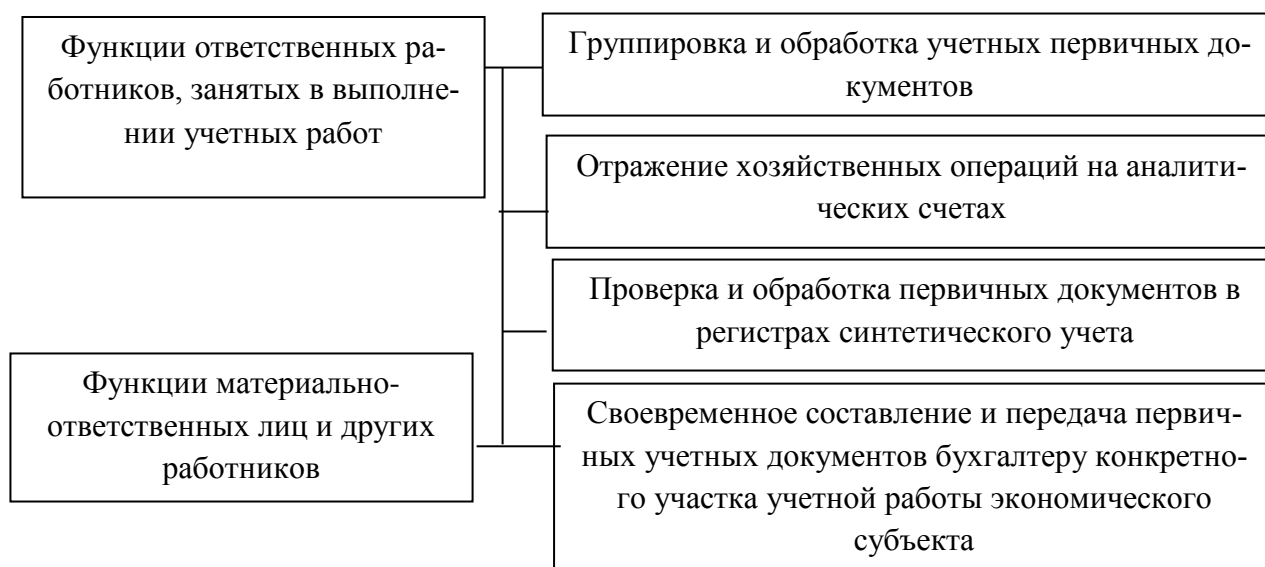 Функции ответственных ра-
ботников, занятых в выполне-
нии учетных работ
Группировка и обработка учетных первичных до-
кументов
Отражение хозяйственных операций на аналити-
ческих счетах
Проверка и обработка первичных документов в
регистрах синтетического учета
Функции материально-
ответственных лиц и других
работников
Своевременное составление и передача первич-
ных учетных документов бухгалтеру конкретно-
го участка учетной работы экономического
субъекта